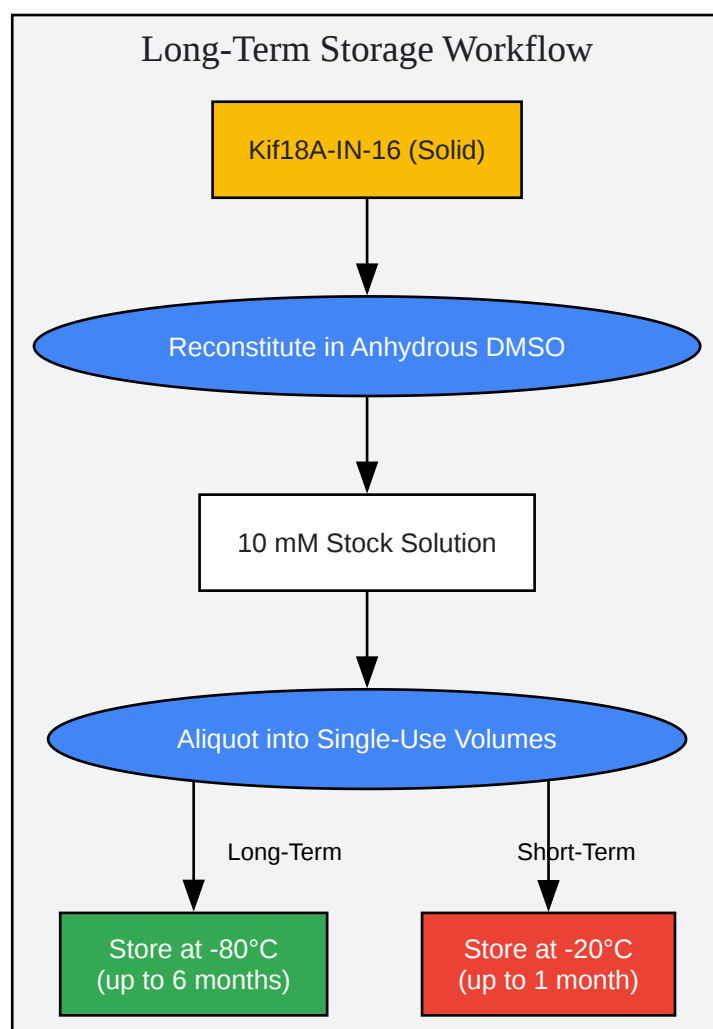 Long-Term Storage Workflow
Kif18A-IN-16 (Solid)
Reconstitute in Anhydrous DMSO
10 mM Stock Solution
Aliquot into Single-Use Volumes
Long-Term
Short-Term
Store at -80°C
(up to 6 months)
Store at -20°C
(up to 1 month)